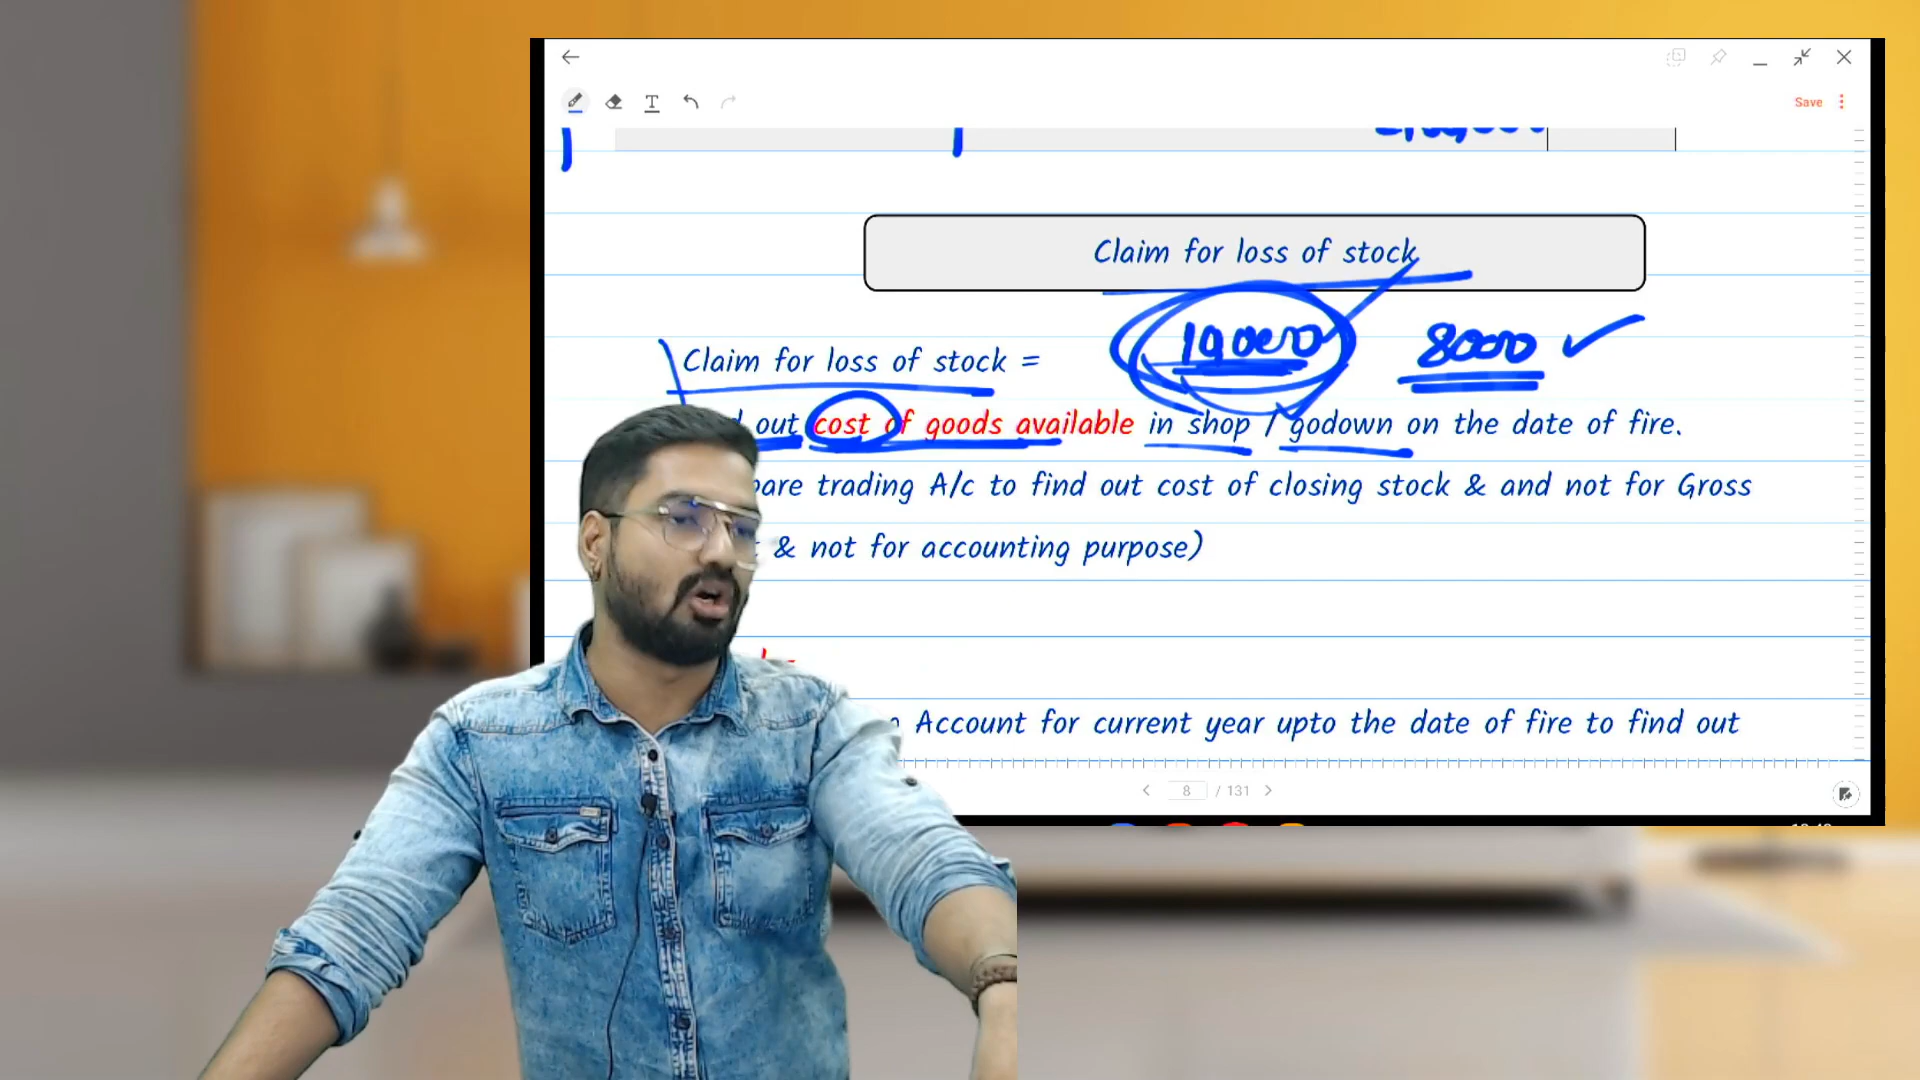 Save
Claim for loss of stock
10000 8000
Claim for loss of stock =
out cost of goods available in shop / godown on the date of fire.
trading A/c to find out cost of closing stock & and not for Gross
& not for accounting purpose)
Account for current year upto the date of fire to find out
8 / 131